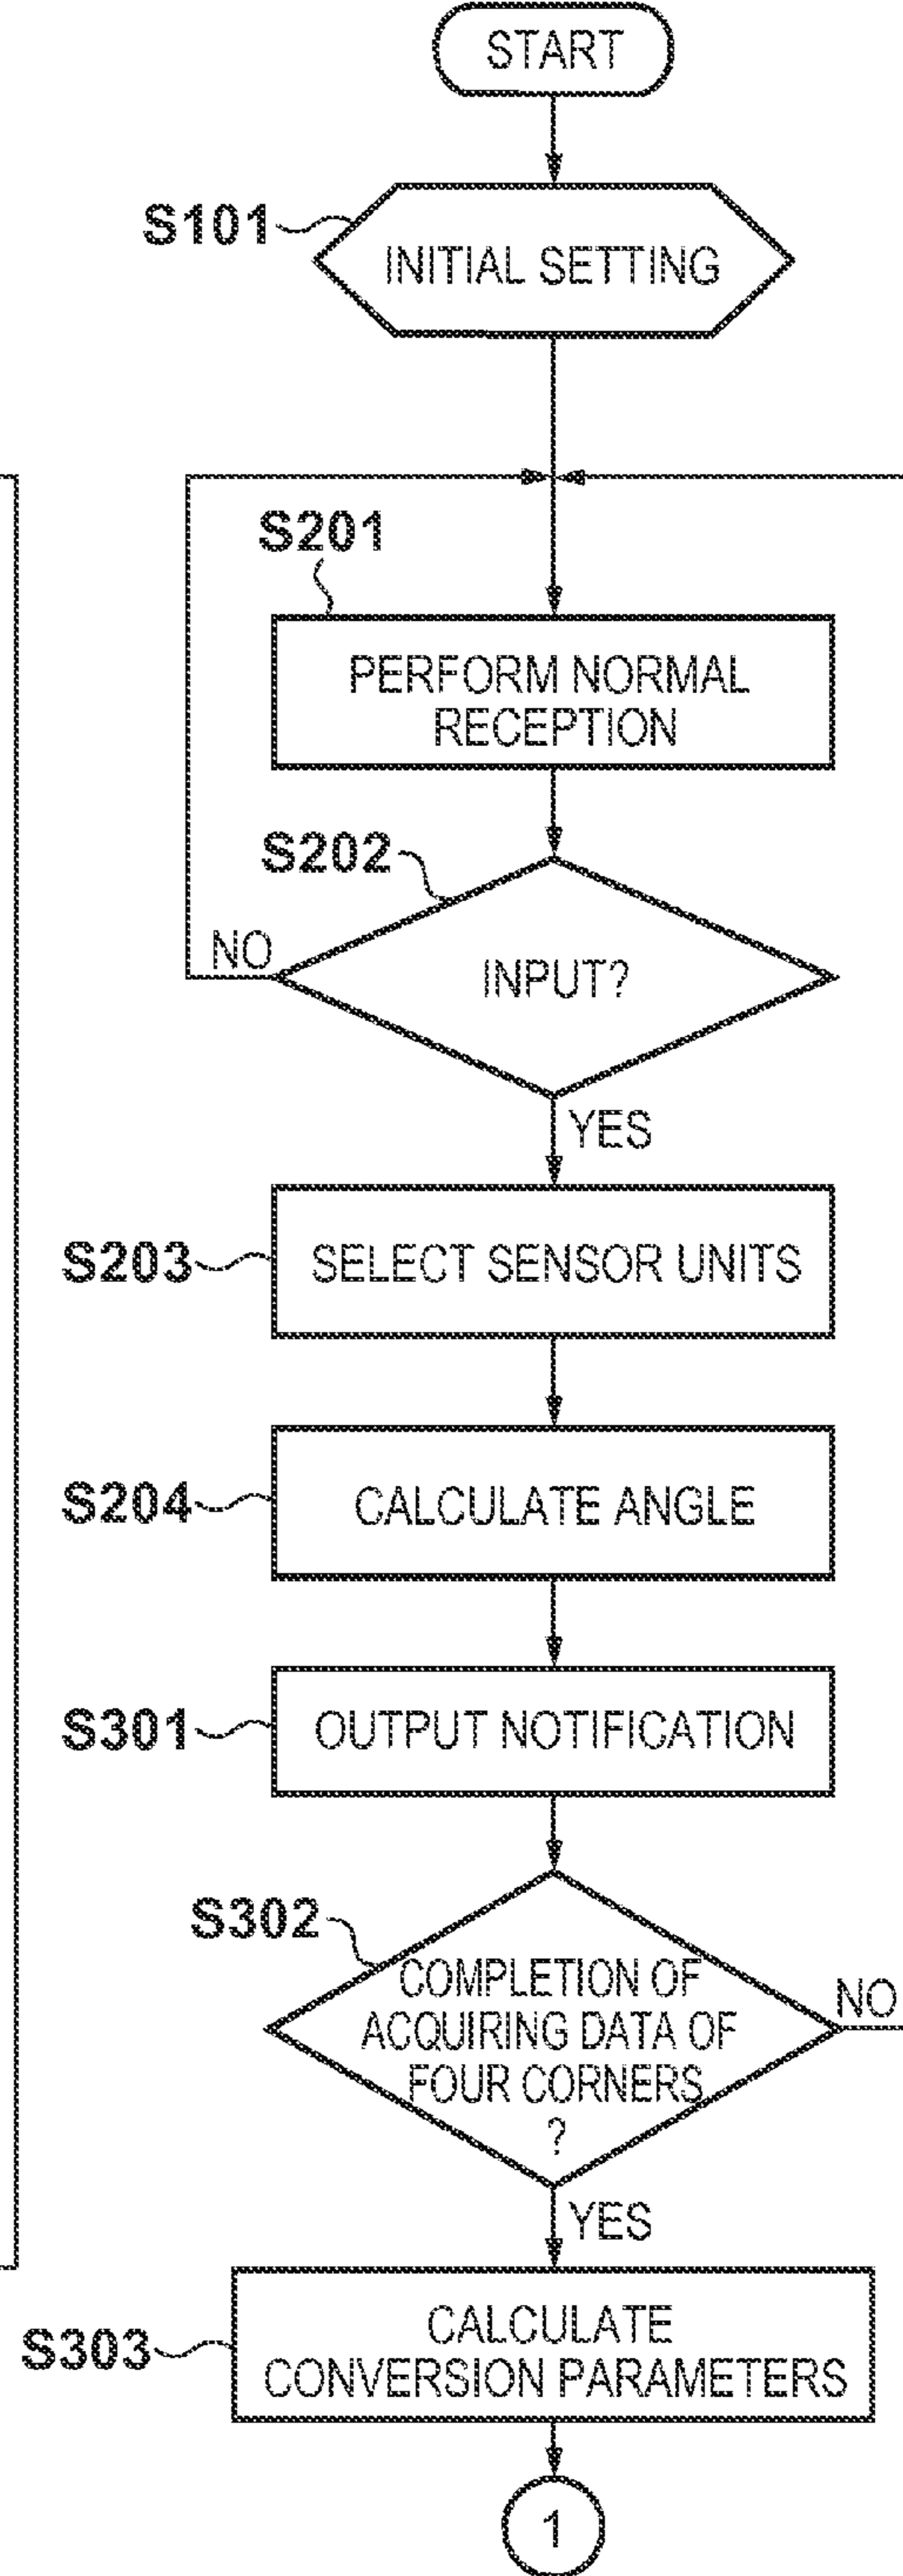 START
S101
INITIAL SETTING
S201
PERFORM NORMAL
RECEPTION
S202
NO
INPUT?
YES
S203
SELECT SENSOR UNITS
S204
CALCULATE ANGLE
S301
OUTPUT NOTIFICATION
S302
COMPLETION OF
ACQUIRING DATA OF
FOUR CORNERS
?
NO
YES
S303
CALCULATE
CONVERSION PARAMETERS
1